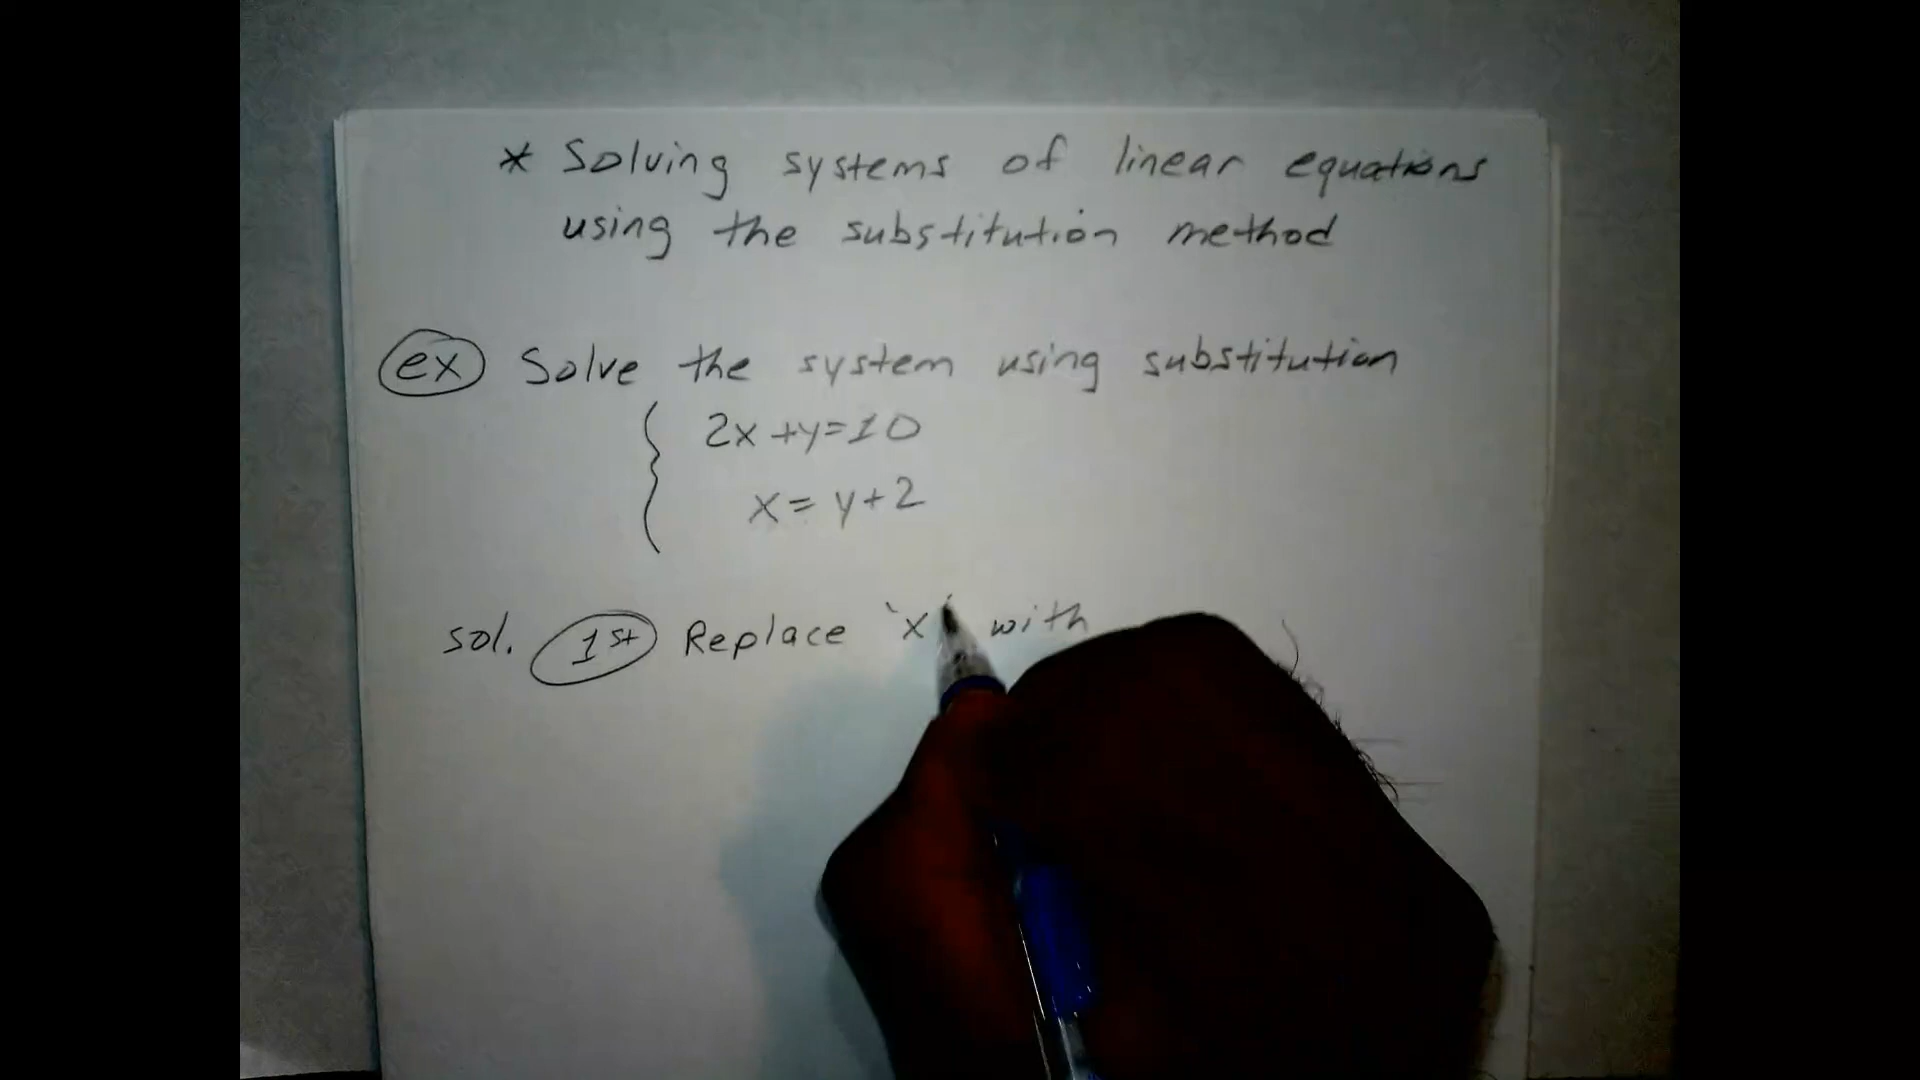 * Solving systems of linear equations
using the substitution method
ex Solve the system using substitution
2x+y=10
x=y+2
sol. 1st Replace 'x' with